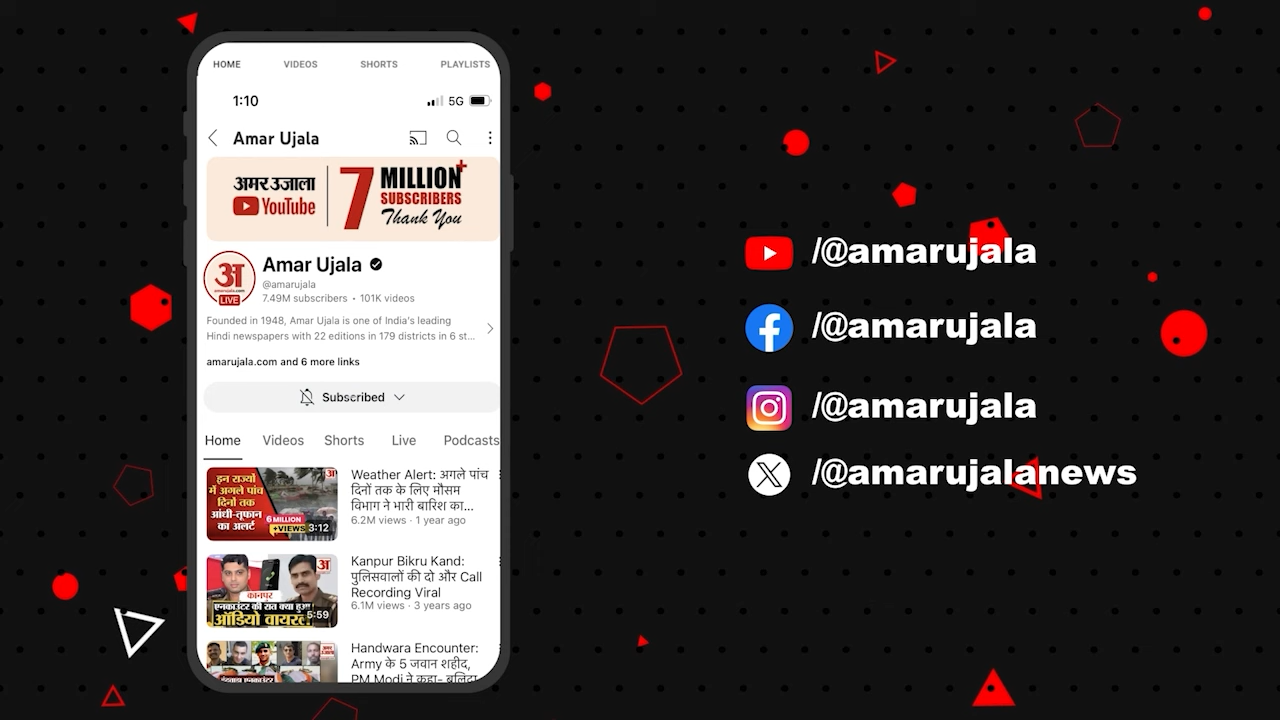 HOME VIDEOS SHORTS PLAYLISTS
1:10 5G
Amar Ujala
अमर उजाला
YouTube
7 MILLION+
SUBSCRIBERS
Thank You
अ
amarujala.com
LIVE
Amar Ujala
@amarujala
7.49M subscribers • 101K videos
Founded in 1948, Amar Ujala is one of India's leading
Hindi newspapers with 22 editions in 179 districts in 6 st...
amarujala.com and 6 more links
Subscribed
Home Videos Shorts Live Podcasts
इन राज्यों
में अगले पांच
दिनों तक
आंधी-तूफान
का अलर्ट
6 MILLION
+VIEWS
3:12
अ
Weather Alert: अगले पांच
दिनों तक के लिए मौसम
विभाग ने भारी बारिश का...
6.2M views · 1 year ago
अ
कानपुर
एनकाउंटर की रात क्या हुआ
ऑडियो वायरल
5:59
Kanpur Bikru Kand:
पुलिसवालों की दो और Call
Recording Viral
6.1M views · 3 years ago
Handwara Encounter:
Army के 5 जवान शहीद,
PM Modi ने कहा-
/@amarujala
/@amarujala
/@amarujala
/@amarujalanews